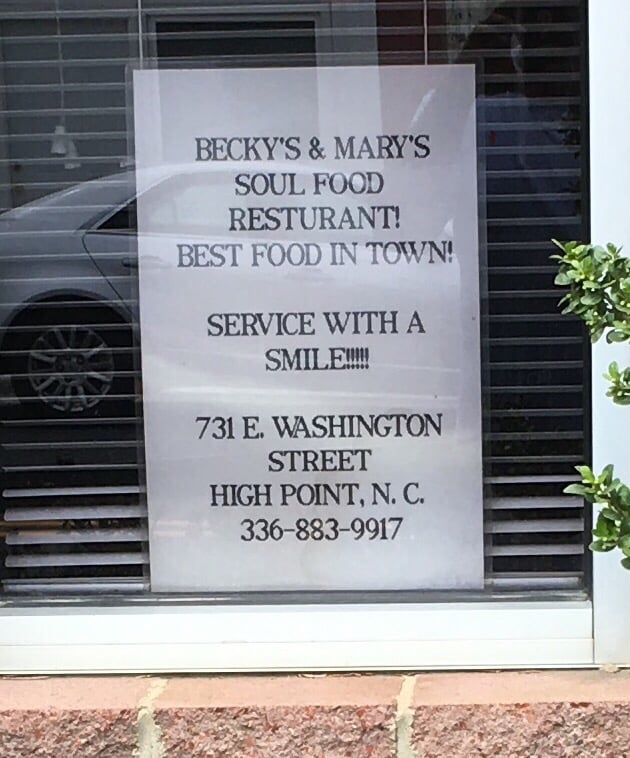 BECKY'S & MARY'S
SOUL FOOD
RESTURANT!
BEST FOOD IN TOWN!
SERVICE WITH A
SMILE!!!!!
731 E. WASHINGTON
STREET
HIGH POINT, N. C.
336-883-9917